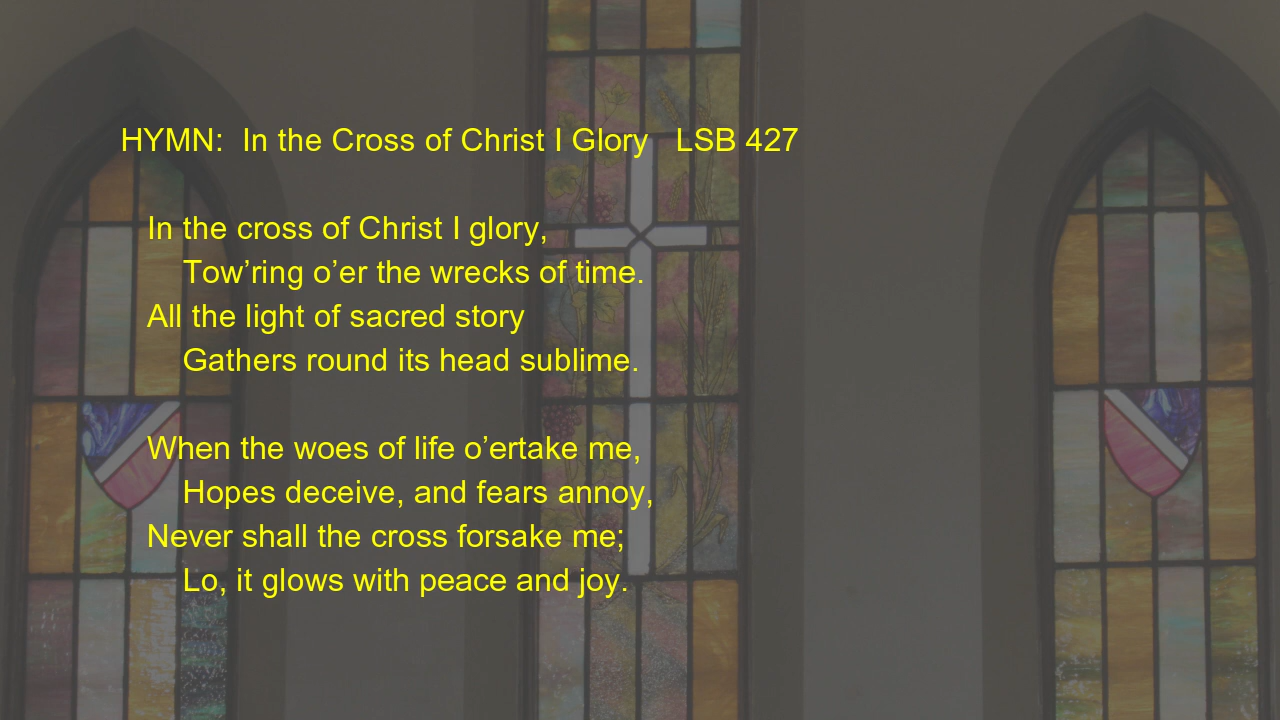 HYMN:  In the Cross of Christ I Glory   LSB 427
In the cross of Christ I glory,
Tow’ring o’er the wrecks of time.
All the light of sacred story
Gathers round its head sublime.
When the woes of life o’ertake me,
Hopes deceive, and fears annoy,
Never shall the cross forsake me;
Lo, it glows with peace and joy.